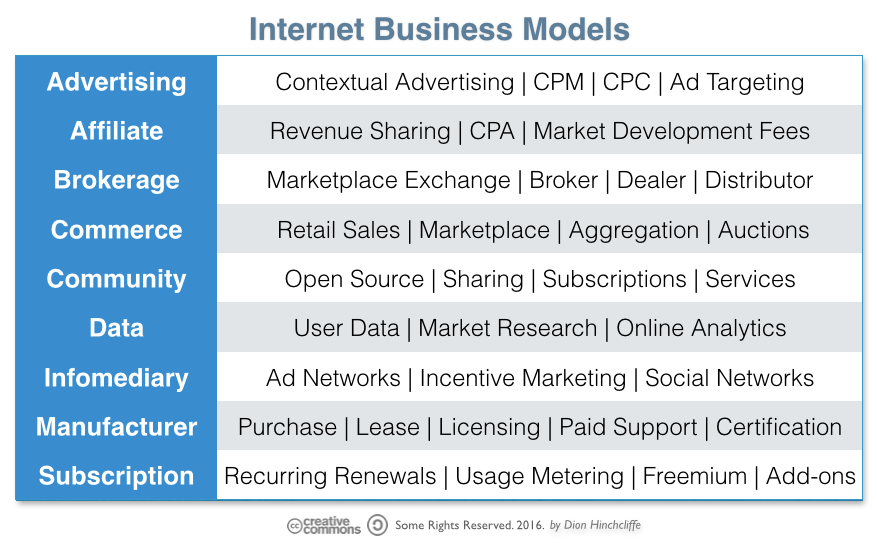 Internet Business Models
Advertising Contextual Advertising | CPM | CPC | Ad Targeting
Affiliate Revenue Sharing | CPA | Market Development Fees
Brokerage Marketplace Exchange | Broker | Dealer | Distributor
Commerce Retail Sales | Marketplace | Aggregation | Auctions
Community Open Source | Sharing | Subscriptions | Services
Data User Data | Market Research | Online Analytics
Infomediary Ad Networks | Incentive Marketing | Social Networks
Manufacturer Purchase | Lease | Licensing | Paid Support | Certification
Subscription Recurring Renewals | Usage Metering | Freemium | Add-ons
cc creative commons Some Rights Reserved. 2016. by Dion Hinchcliffe